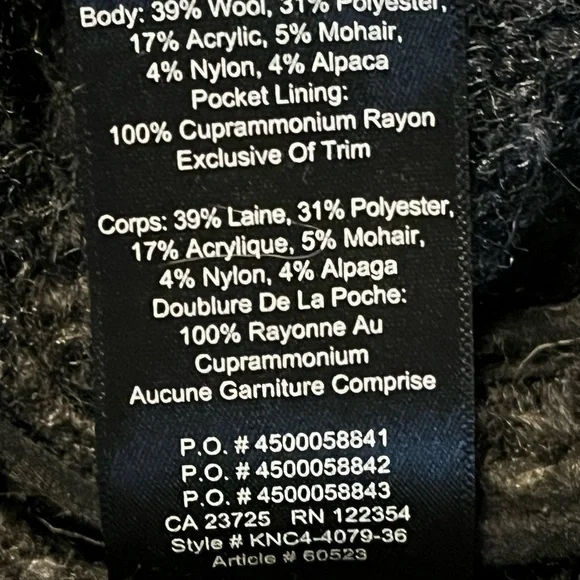 Body: 39% Wool, 31% Polyester,
17% Acrylic, 5% Mohair,
4% Nylon, 4% Alpaca
Pocket Lining:
100% Cuprammonium Rayon
Exclusive Of Trim
Corps: 39% Laine, 31% Polyester,
17% Acrylique, 5% Mohair,
4% Nylon, 4% Alpaga
Doublure De La Poche:
100% Rayonne Au
Cuprammonium
Aucune Garniture Comprise
P.O. # 4500058841
P.O. # 4500058842
P.O. # 4500058843
CA 23725 RN 122354
Style # KNC4-4079-36
Article # 60523